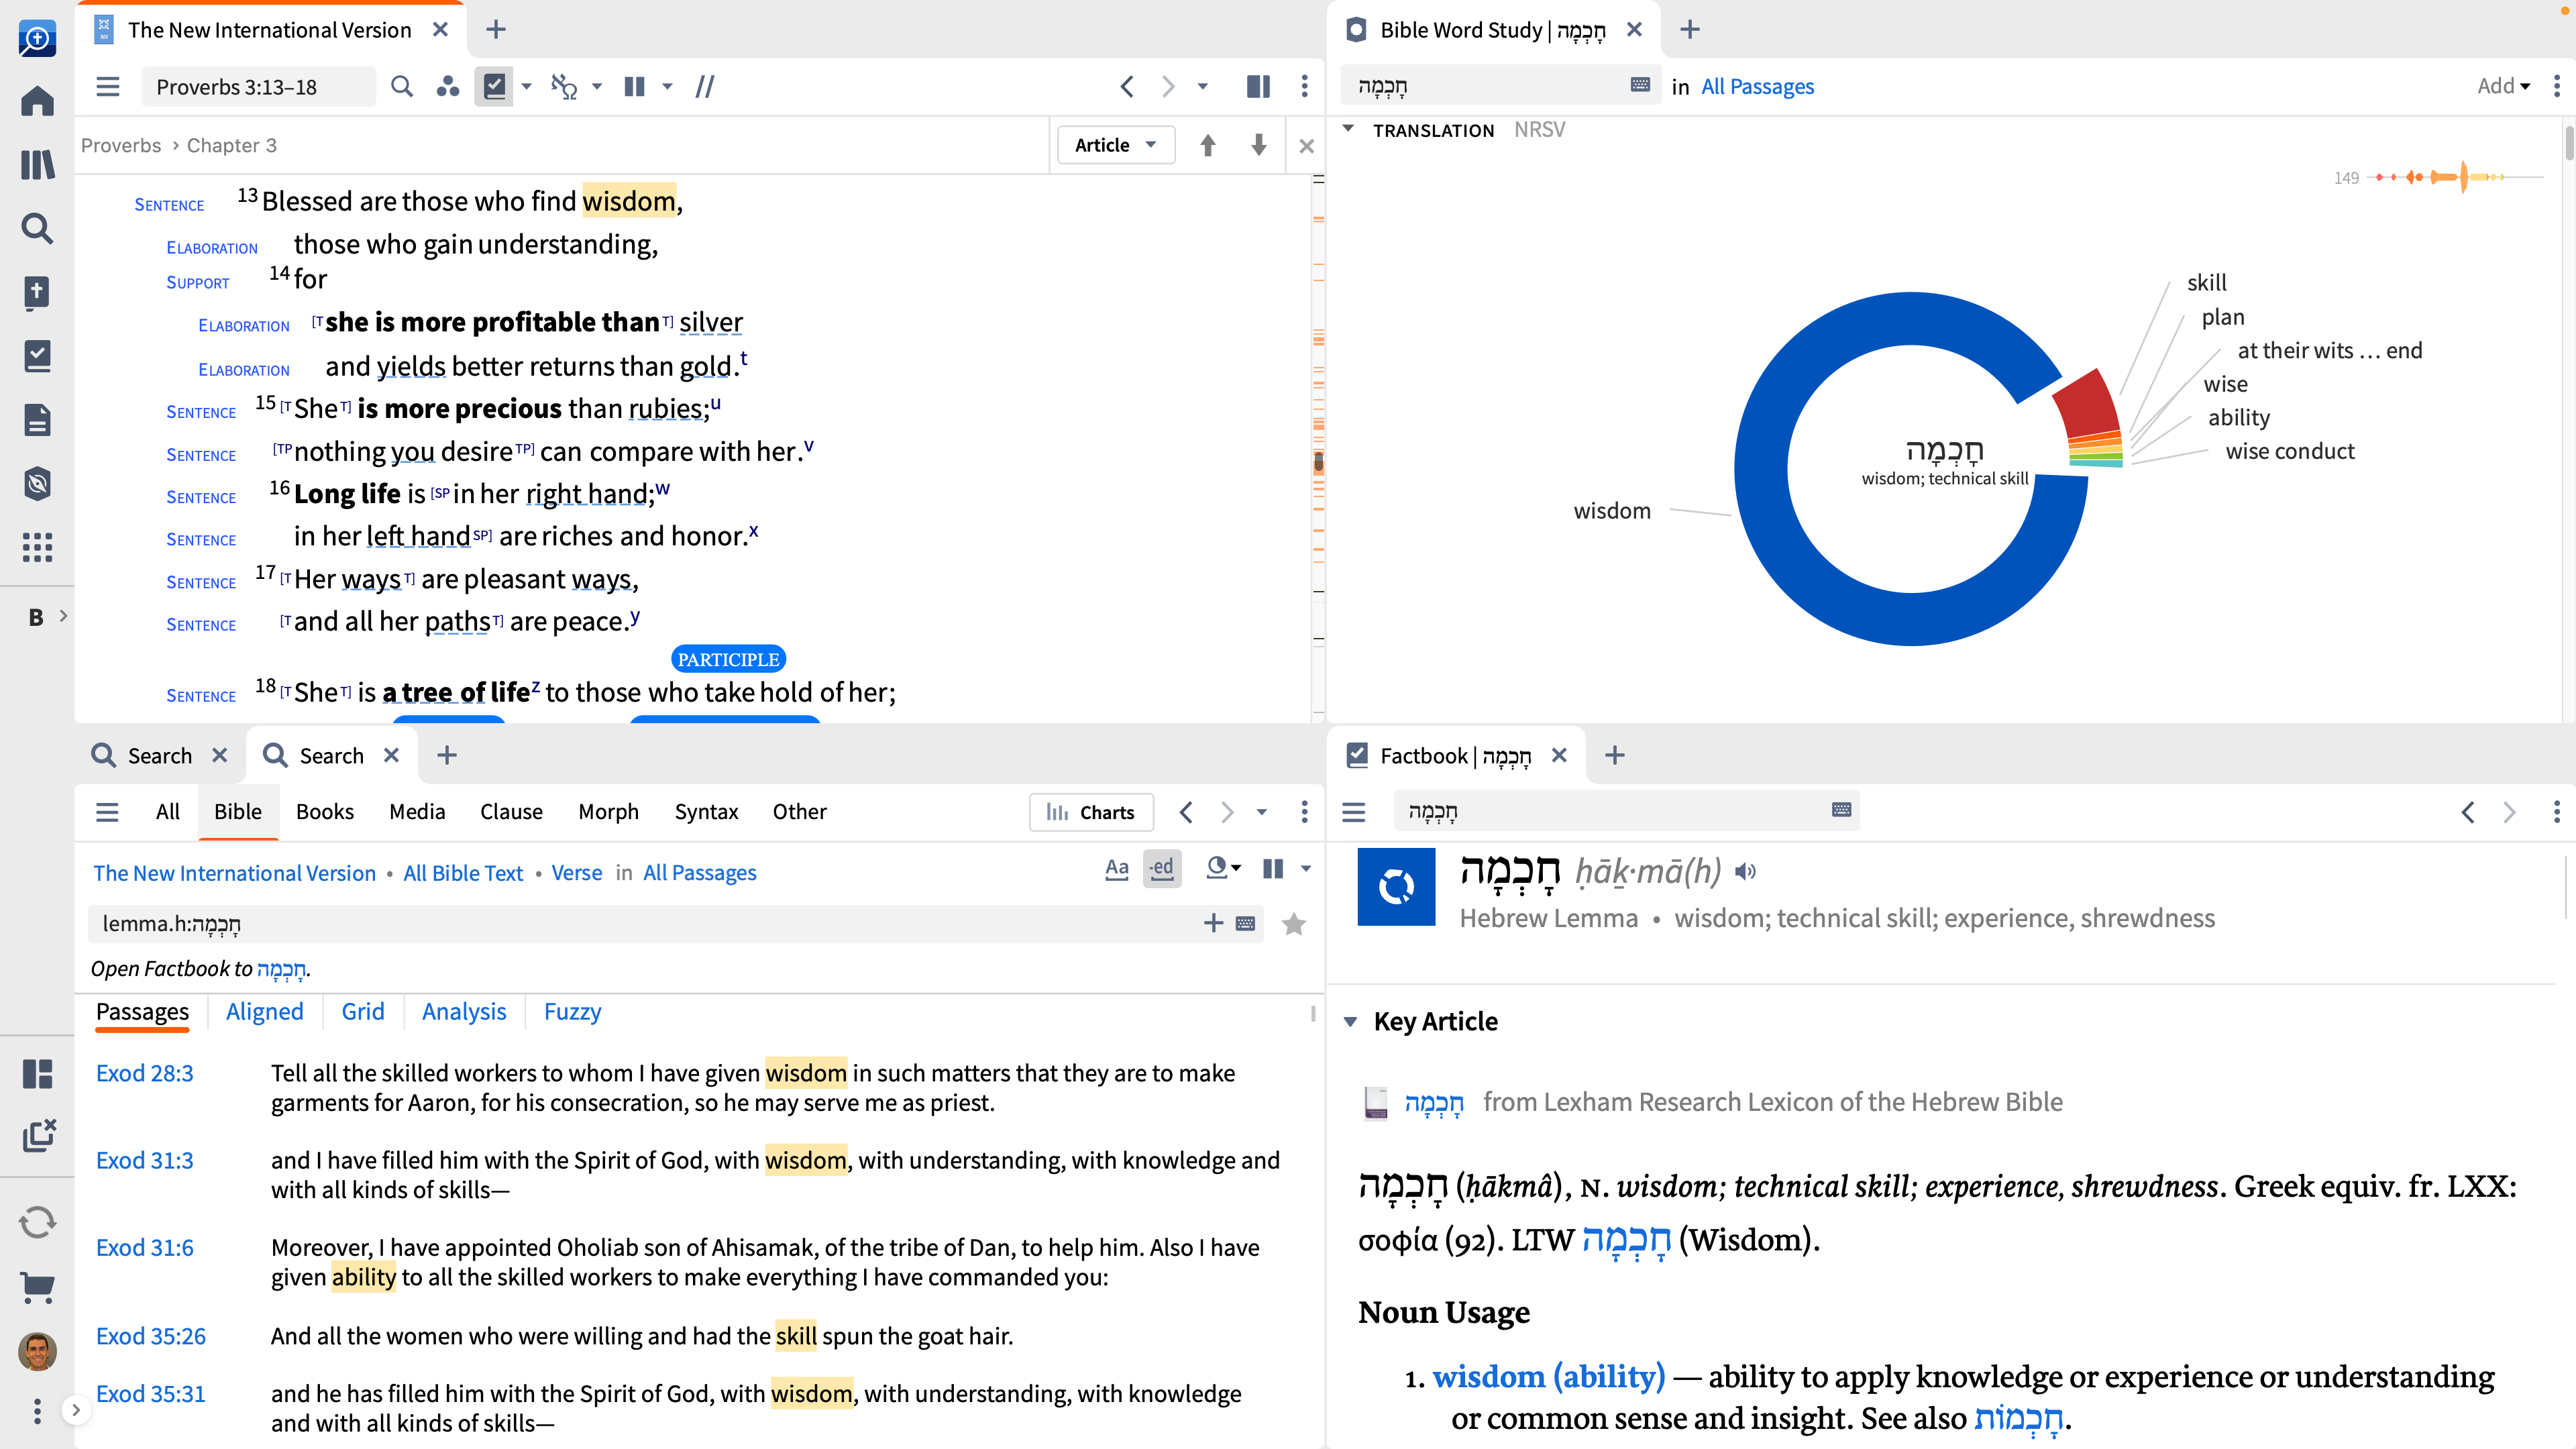 The New International Version
Proverbs 3:13–18
Proverbs › Chapter 3
Article
SENTENCE 13 Blessed are those who find wisdom,
ELABORATION those who gain understanding,
SUPPORT 14 for
ELABORATION [T she is more profitable than T] silver
ELABORATION and yields better returns than gold.t
SENTENCE 15 [T She T] is more precious than rubies;u
SENTENCE [TP nothing you desire TP] can compare with her.v
SENTENCE 16 Long life is [SP in her right hand;w
SENTENCE in her left hand SP] are riches and honor.x
SENTENCE 17 [T Her ways T] are pleasant ways,
SENTENCE [T and all her paths T] are peace.y
PARTICIPLE
SENTENCE 18 [T She T] is a tree of life z to those who take hold of her;
B
Bible Word Study | חָכְמָה
חָכְמָה in All Passages Add
TRANSLATION NRSV
149
skill
plan
at their wits … end
wise
ability
wise conduct
חָכְמָה
wisdom; technical skill
wisdom
Search Search
All Bible Books Media Clause Morph Syntax Other Charts
The New International Version • All Bible Text • Verse in All Passages Aa -ed
lemma.h:חָכְמָה
Open Factbook to חָכְמָה.
Passages Aligned Grid Analysis Fuzzy
Exod 28:3 Tell all the skilled workers to whom I have given wisdom in such matters that they are to make
garments for Aaron, for his consecration, so he may serve me as priest.
Exod 31:3 and I have filled him with the Spirit of God, with wisdom, with understanding, with knowledge and
with all kinds of skills—
Exod 31:6 Moreover, I have appointed Oholiab son of Ahisamak, of the tribe of Dan, to help him. Also I have
given ability to all the skilled workers to make everything I have commanded you:
Exod 35:26 And all the women who were willing and had the skill spun the goat hair.
Exod 35:31 and he has filled him with the Spirit of God, with wisdom, with understanding, with knowledge
and with all kinds of skills—
Factbook | חָכְמָה
חָכְמָה
חָכְמָה ḥāḵ·mā(h)
Hebrew Lemma • wisdom; technical skill; experience, shrewdness
Key Article
חָכְמָה from Lexham Research Lexicon of the Hebrew Bible
חָכְמָה (ḥākmâ), N. wisdom; technical skill; experience, shrewdness. Greek equiv. fr. LXX:
σοφία (92). LTW חָכְמָה (Wisdom).
Noun Usage
1. wisdom (ability) — ability to apply knowledge or experience or understanding
or common sense and insight. See also חָכְמוֹת.